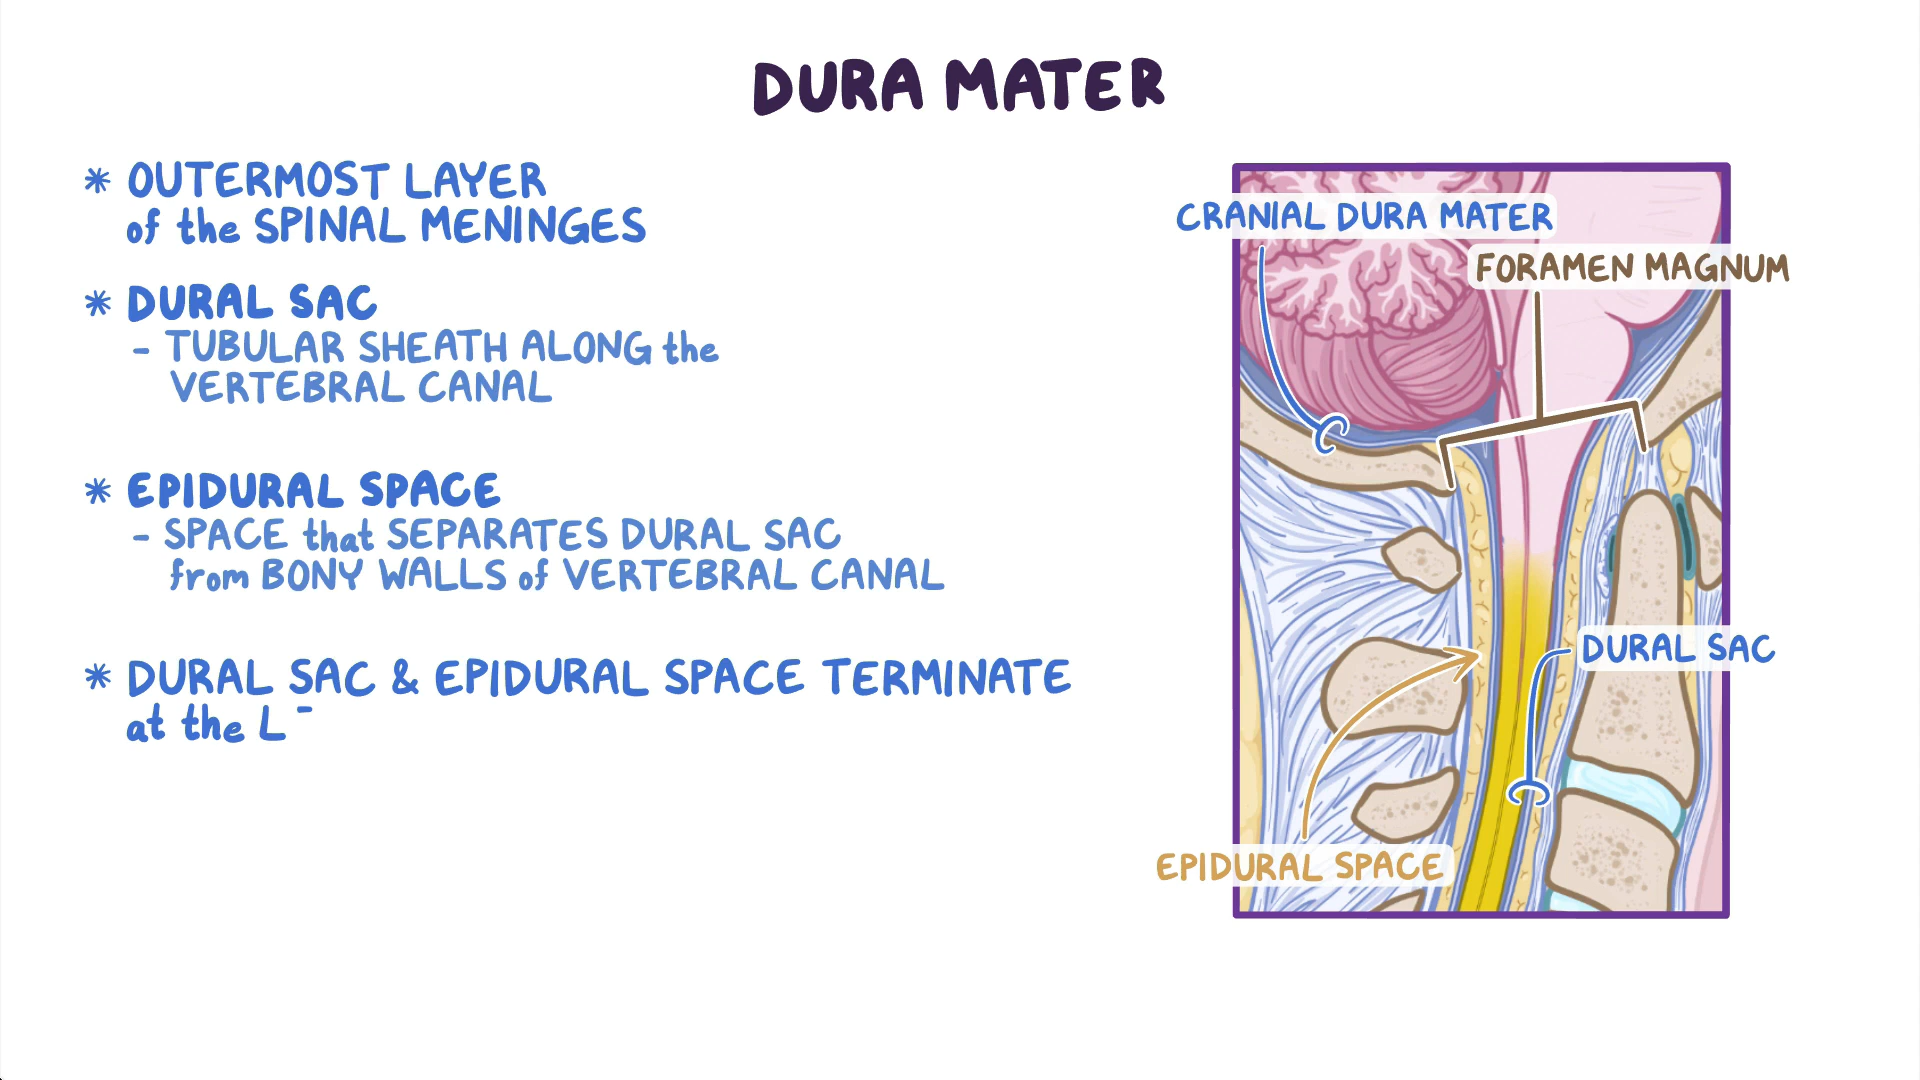 DURA MATER
* OUTERMOST LAYER
of the SPINAL MENINGES
* DURAL SAC
- TUBULAR SHEATH ALONG the
VERTEBRAL CANAL
* EPIDURAL SPACE
- SPACE that SEPARATES DURAL SAC
from BONY WALLS of VERTEBRAL CANAL
* DURAL SAC & EPIDURAL SPACE TERMINATE
at the L
CRANIAL DURA MATER
FORAMEN MAGNUM
DURAL SAC
EPIDURAL SPACE